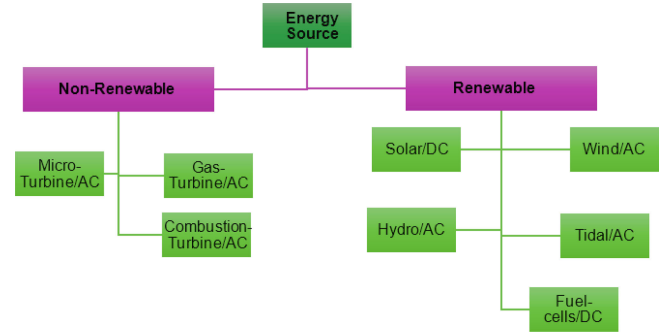 Energy
Source
Non-Renewable
Renewable
Solar/DC
Wind/AC
Micro-
Turbine/AC
Gas-
Turbine/AC
Hydro/AC
Tidal/AC
Combustion-
Turbine/AC
Fuel-
cells/DC